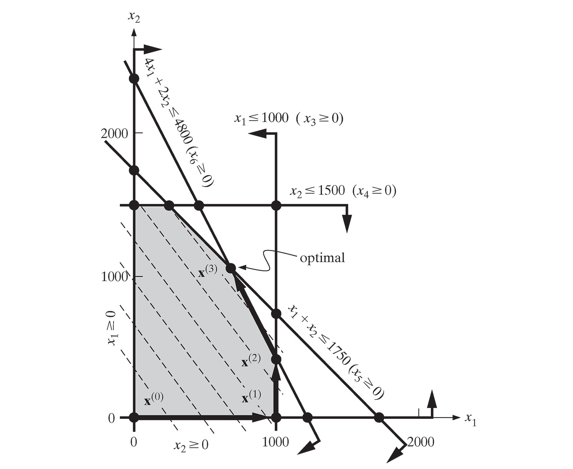 x₂
4x₁ + 2x₂ ≤ 4800 (x₆ ≥ 0)
x₁ ≤ 1000 (x₃ ≥ 0)
2000
x₂ ≤ 1500 (x₄ ≥ 0)
optimal
x⁽³⁾
1000
x₁ + x₂ ≤ 1750 (x₅ ≥ 0)
x₁ ≥ 0
x⁽²⁾
x⁽⁰⁾
x⁽¹⁾
0
x₁
0
x₂ ≥ 0
1000
2000